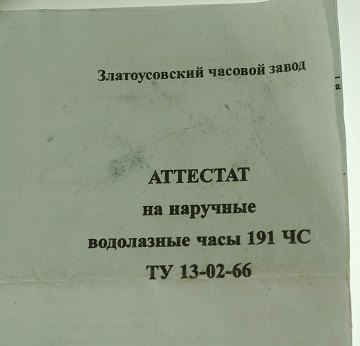 Златоусовский часовой завод
АТТЕСТАТ
на наручные
водолазные часы 191 ЧС
ТУ 13-02-66